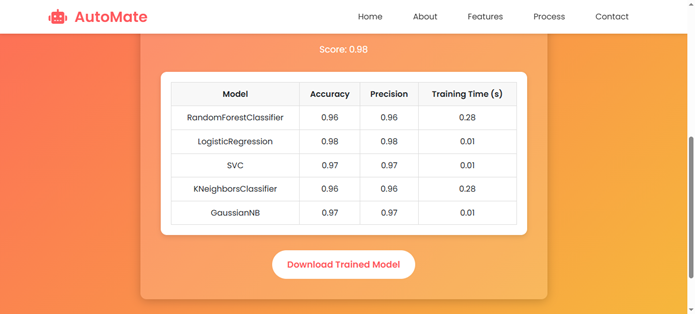 AutoMate Home About Features Process Contact
Score: 0.98
Model Accuracy Precision Training Time (s)
RandomForestClassifier 0.96 0.96 0.28
LogisticRegression 0.98 0.98 0.01
SVC 0.97 0.97 0.01
KNeighborsClassifier 0.96 0.96 0.28
GaussianNB 0.97 0.97 0.01
Download Trained Model